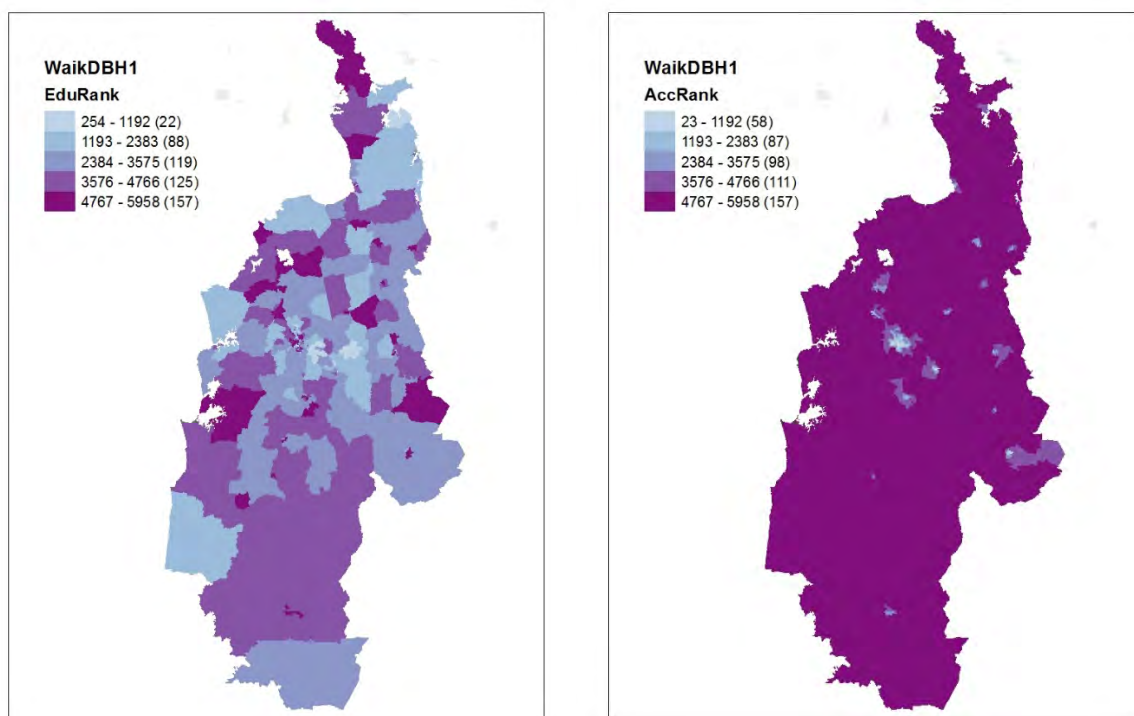 WaikDBH1
EduRank
254 - 1192 (22)
1193 - 2383 (88)
2384 - 3575 (119)
3576 - 4766 (125)
4767 - 5958 (157)
WaikDBH1
AccRank
23 - 1192 (58)
1193 - 2383 (87)
2384 - 3575 (98)
3576 - 4766 (111)
4767 - 5958 (157)